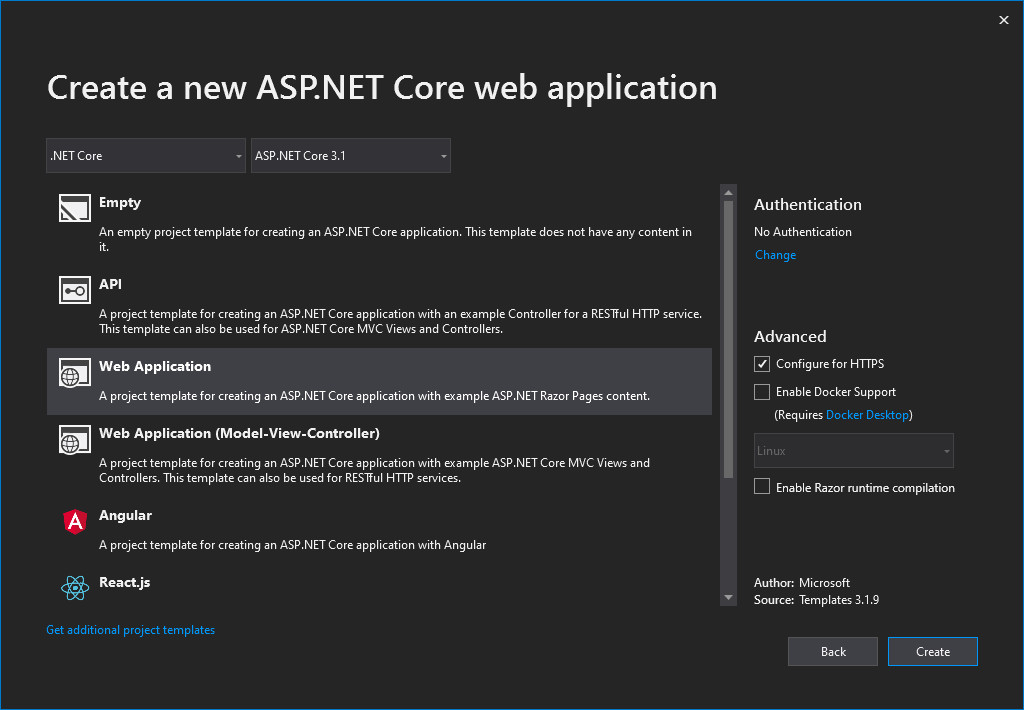 Create a new ASP.NET Core web application
.NET Core
ASP.NET Core 3.1
Empty
An empty project template for creating an ASP.NET Core application. This template does not have any content in
it.
API
A project template for creating an ASP.NET Core application with an example Controller for a RESTful HTTP service.
This template can also be used for ASP.NET Core MVC Views and Controllers.
Web Application
A project template for creating an ASP.NET Core application with example ASP.NET Razor Pages content.
Web Application (Model-View-Controller)
A project template for creating an ASP.NET Core application with example ASP.NET Core MVC Views and
Controllers. This template can also be used for RESTful HTTP services.
Angular
A project template for creating an ASP.NET Core application with Angular
React.js
Get additional project templates
Authentication
No Authentication
Change
Advanced
Configure for HTTPS
Enable Docker Support
(Requires Docker Desktop)
Linux
Enable Razor runtime compilation
Author: Microsoft
Source: Templates 3.1.9
Back
Create